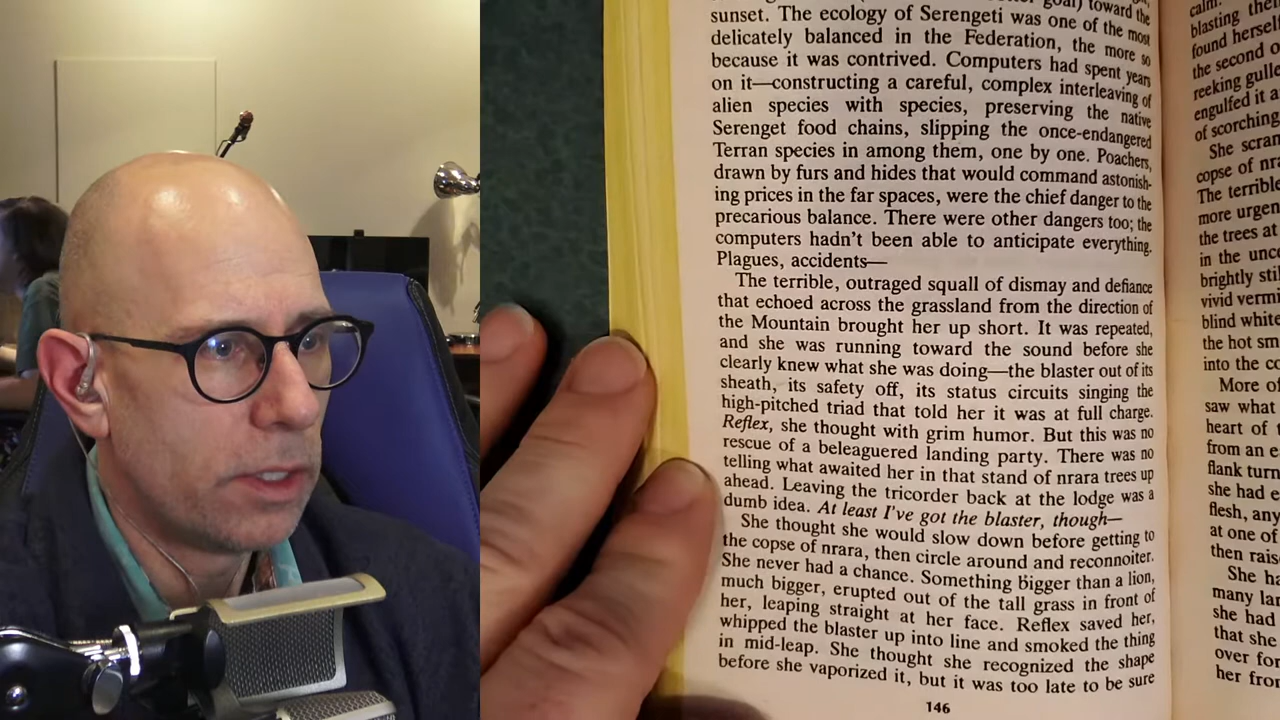 goal) toward the
sunset. The ecology of Serengeti was one of the most
delicately balanced in the Federation, the more so
because it was contrived. Computers had spent years
on it—constructing a careful, complex interleaving of
alien species with species, preserving the native
Serenget food chains, slipping the once-endangered
Terran species in among them, one by one. Poachers,
drawn by furs and hides that would command astonish-
ing prices in the far spaces, were the chief danger to the
precarious balance. There were other dangers too; the
computers hadn't been able to anticipate everything.
Plagues, accidents—
The terrible, outraged squall of dismay and defiance
that echoed across the grassland from the direction of
the Mountain brought her up short. It was repeated,
and she was running toward the sound before she
clearly knew what she was doing—the blaster out of its
sheath, its safety off, its status circuits singing the
high-pitched triad that told her it was at full charge.
Reflex, she thought with grim humor. But this was no
rescue of a beleaguered landing party. There was no
telling what awaited her in that stand of nrara trees up
ahead. Leaving the tricorder back at the lodge was a
dumb idea. At least I've got the blaster, though—
She thought she would slow down before getting to
the copse of nrara, then circle around and reconnoiter.
She never had a chance. Something bigger than a lion,
much bigger, erupted out of the tall grass in front of
her, leaping straight at her face. Reflex saved her,
whipped the blaster up into line and smoked the thing
in mid-leap. She thought she recognized the shape
before she vaporized it, but it was too late to be sure
146
calm.
blasting
found
the second
reeking
engulfed it
of scorching
She
copse of
The terrible
more
the trees at
in the
brightly
vivid
blind white
the hot
into the
More of
saw what
heart of
from an
flank
she had
flesh, any
at one of
then
She
many
she had
that she
over
her